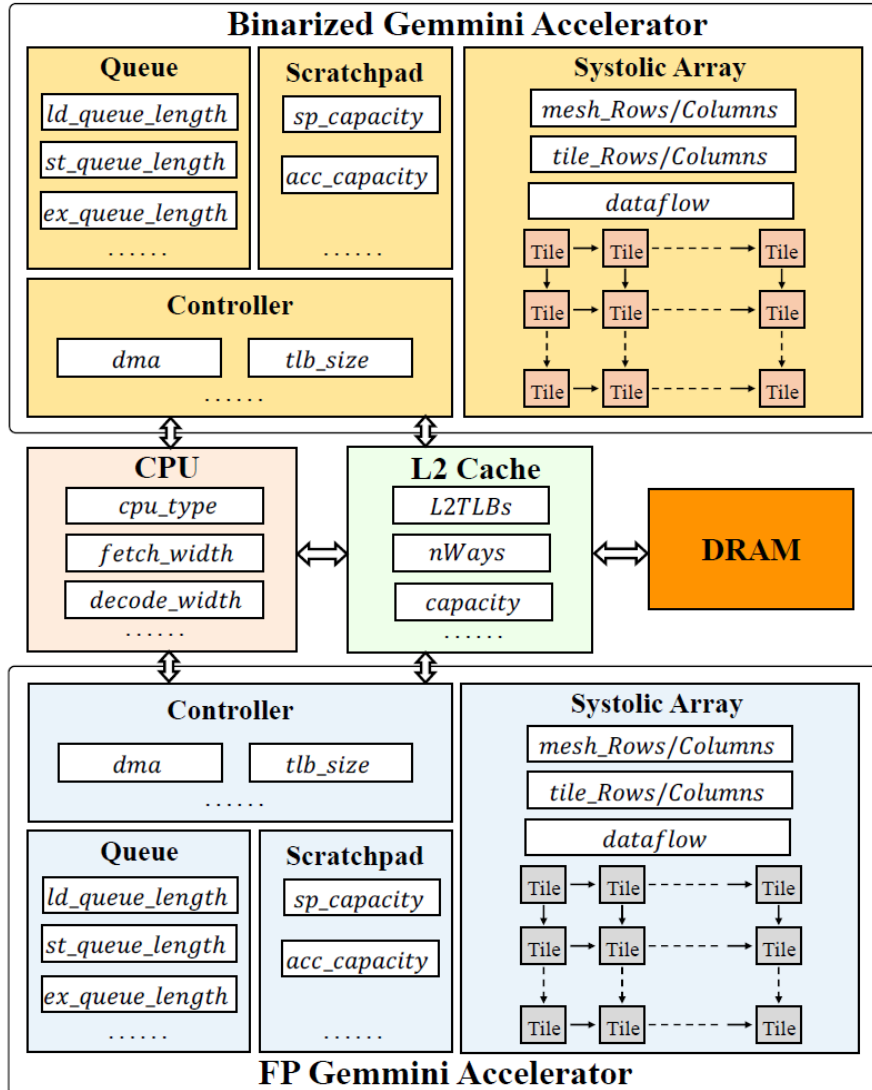 Binarized Gemmini Accelerator
Queue
ld_queue_length
st_queue_length
ex_queue_length
......
Scratchpad
sp_capacity
acc_capacity
......
Systolic Array
mesh_Rows/Columns
tile_Rows/Columns
dataflow
Tile Tile Tile
Tile Tile Tile
Tile Tile Tile
Controller
dma tlb_size
......
CPU
cpu_type
fetch_width
decode_width
......
L2 Cache
L2TLBs
nWays
capacity
......
DRAM
Controller
dma tlb_size
......
Systolic Array
mesh_Rows/Columns
tile_Rows/Columns
dataflow
Tile Tile Tile
Tile Tile Tile
Tile Tile Tile
Queue
ld_queue_length
st_queue_length
ex_queue_length
......
Scratchpad
sp_capacity
acc_capacity
......
FP Gemmini Accelerator